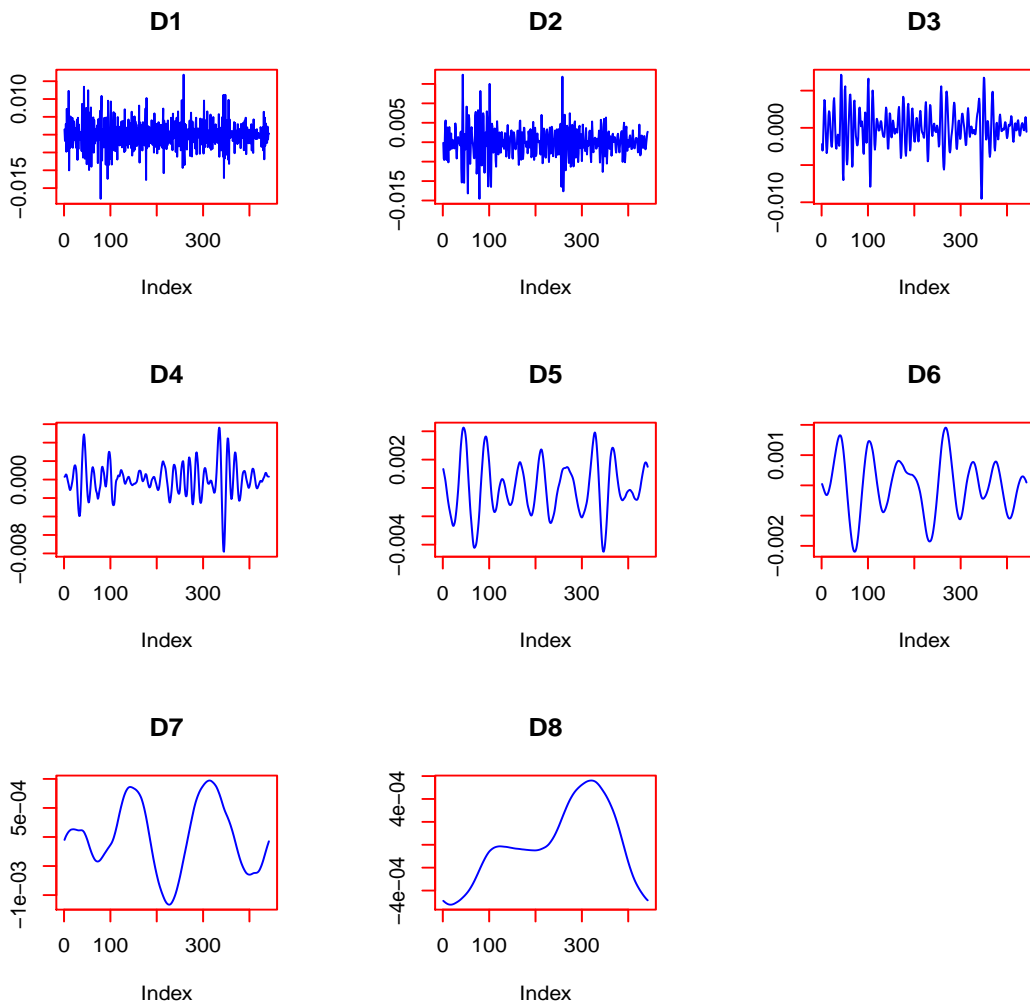 D1
D2
D3
0.010
-0.015
0 100 300
Index
0.005
-0.015
0 100 300
Index
0.000
-0.010
0 100 300
Index
D4
D5
D6
0.000
-0.008
0 100 300
Index
0.002
-0.004
0 100 300
Index
0.001
-0.002
0 100 300
Index
D7
D8
5e-04
-1e-03
0 100 300
Index
4e-04
-4e-04
0 100 300
Index